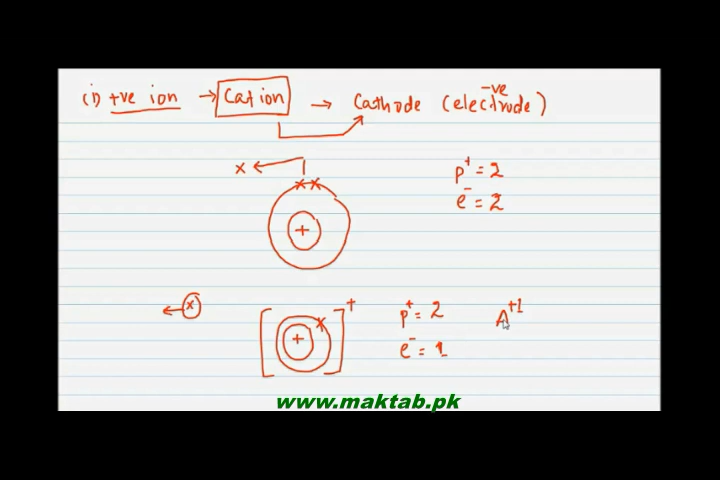 (i) +ve ion → Cation → Cathode (electrode) -ve
x
x x
p⁺ = 2
e⁻ = 2
+
x
[+ x]⁺
p⁺ = 2
e⁻ = 1
A⁺¹
www.maktab.pk